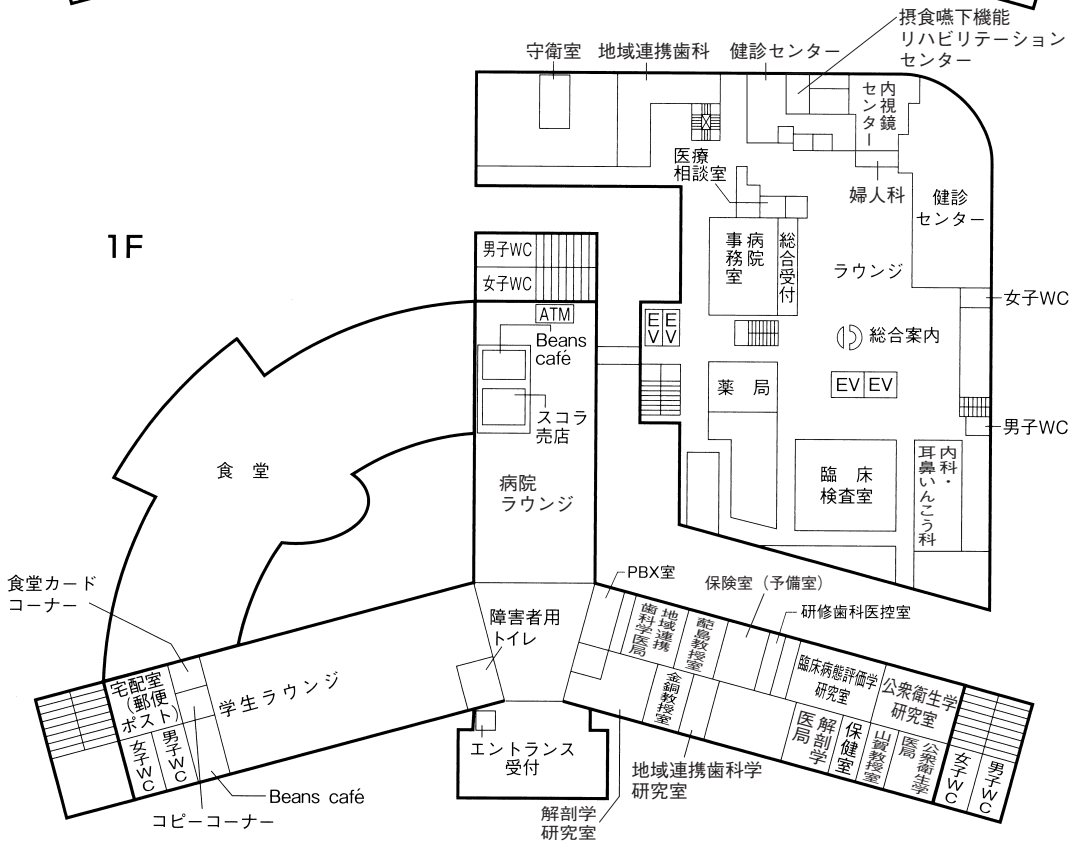 摂食嚥下機能
リハビリテーション
センター
守衛室
地域連携歯科
健診センター
内視鏡
センター
医療
相談室
婦人科
健診
センター
1F
男子WC
女子WC
病院
事務室
総合受付
ラウンジ
女子WC
ATM
Beans
café
EV
EV
総合案内
スコラ
売店
薬局
EV
EV
男子WC
食堂
病院
ラウンジ
臨床
検査室
内科・
耳鼻いんこう科
食堂カード
コーナー
PBX室
保険室（予備室）
研修歯科医控室
障害者用
トイレ
地域連携
歯科学医局
蓜島教授室
臨床病態評価学
研究室
公衆衛生学
研究室
宅配室
（郵便
ポスト）
学生ラウンジ
金銅教授室
解剖学
医局
保健室
山賀教授室
公衆衛生学
医局
女子WC
男子WC
女子WC
男子WC
エントランス
受付
地域連携歯科学
研究室
Beans café
コピーコーナー
解剖学
研究室